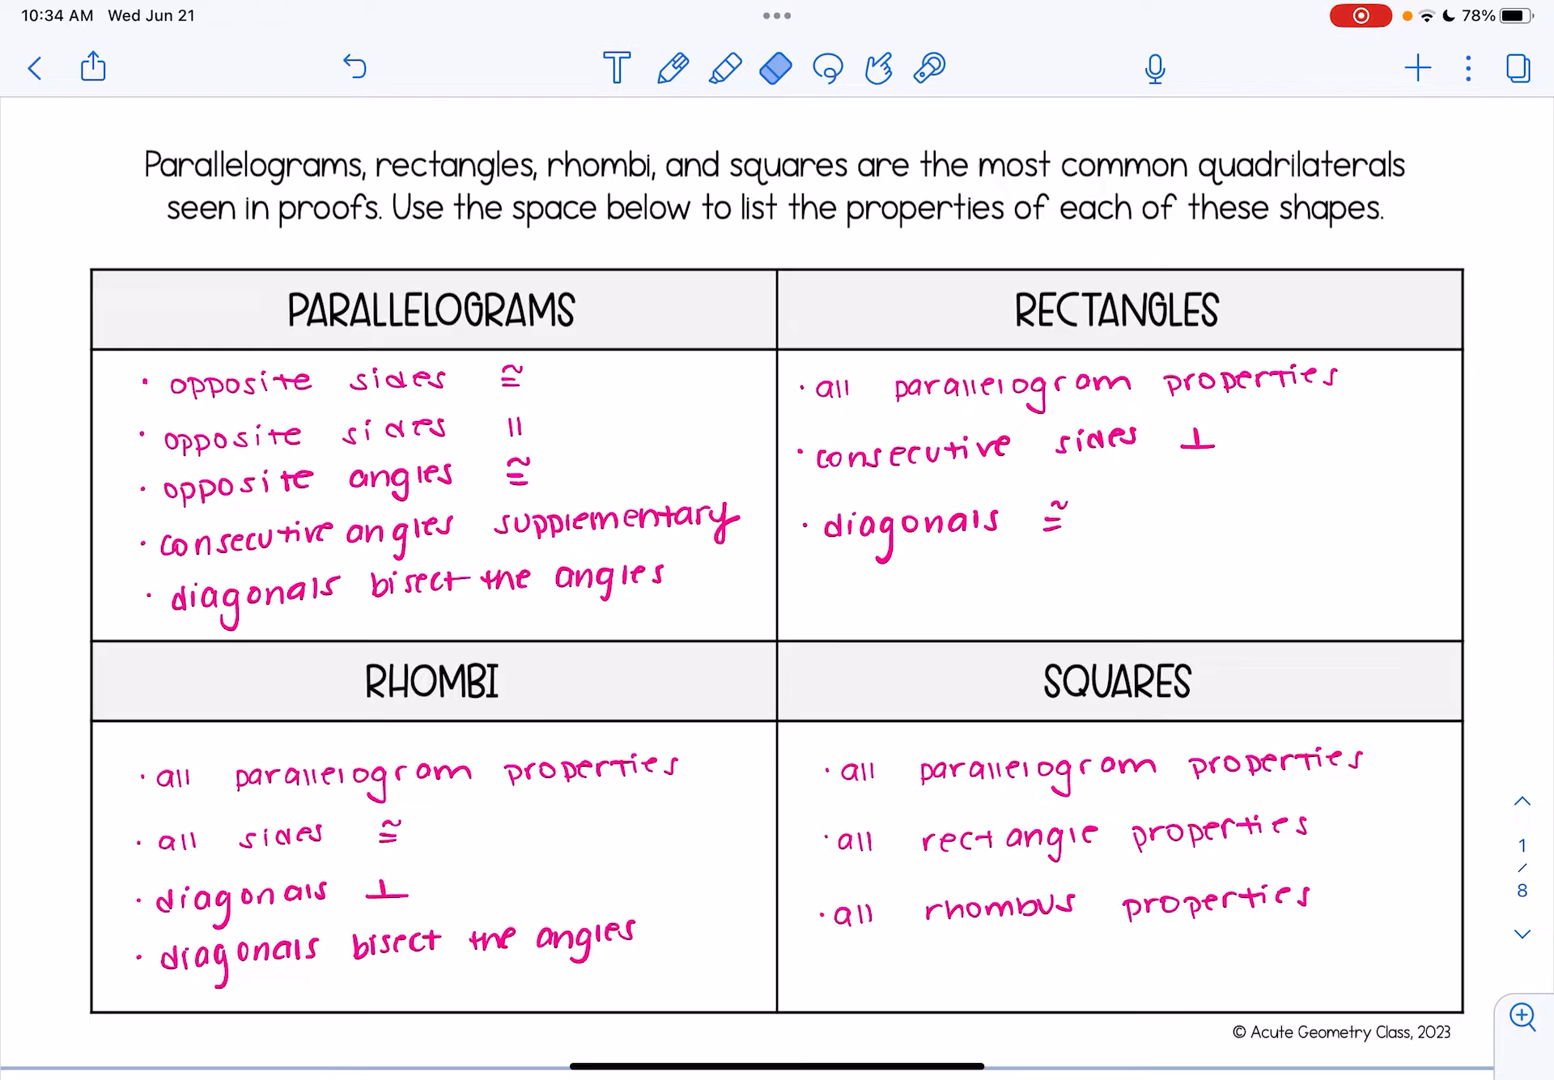 10:34 AM Wed Jun 21
78%
Parallelograms, rectangles, rhombi, and squares are the most common quadrilaterals
seen in proofs. Use the space below to list the properties of each of these shapes.
PARALLELOGRAMS
· opposite sides ≅
· opposite sides ||
· opposite angles ≅
· consecutive angles supplementary
· diagonals bisect the angles
RECTANGLES
· all parallelogram properties
· consecutive sides ⊥
· diagonals ≅
RHOMBI
· all parallelogram properties
· all sides ≅
· diagonals ⊥
· diagonals bisect the angles
SQUARES
· all parallelogram properties
· all rectangle properties
· all rhombus properties
1
/
8
© Acute Geometry Class, 2023